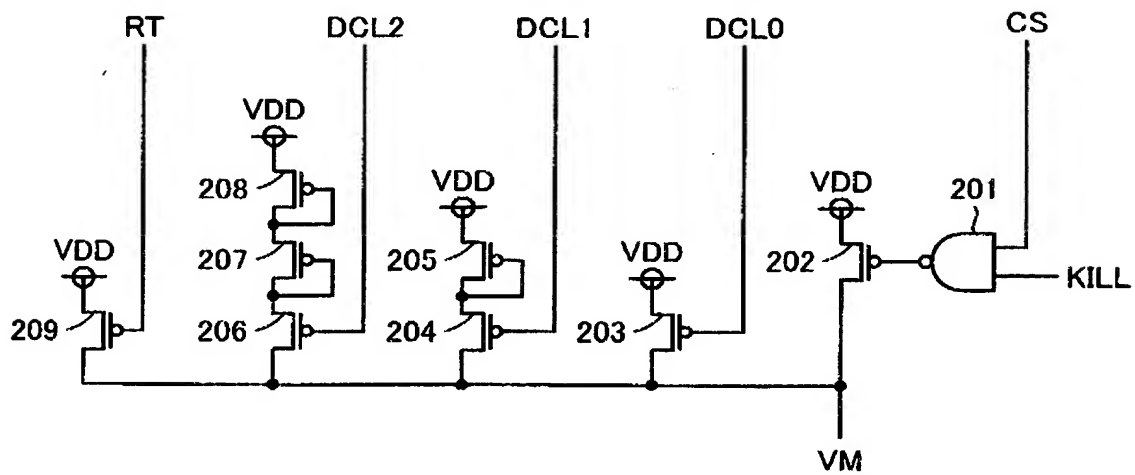 RT DCL2 DCL1 DCL0 CS
VDD
208
VDD VDD 201
VDD 207 205 VDD 202 KILL
209 206 204 203
VM